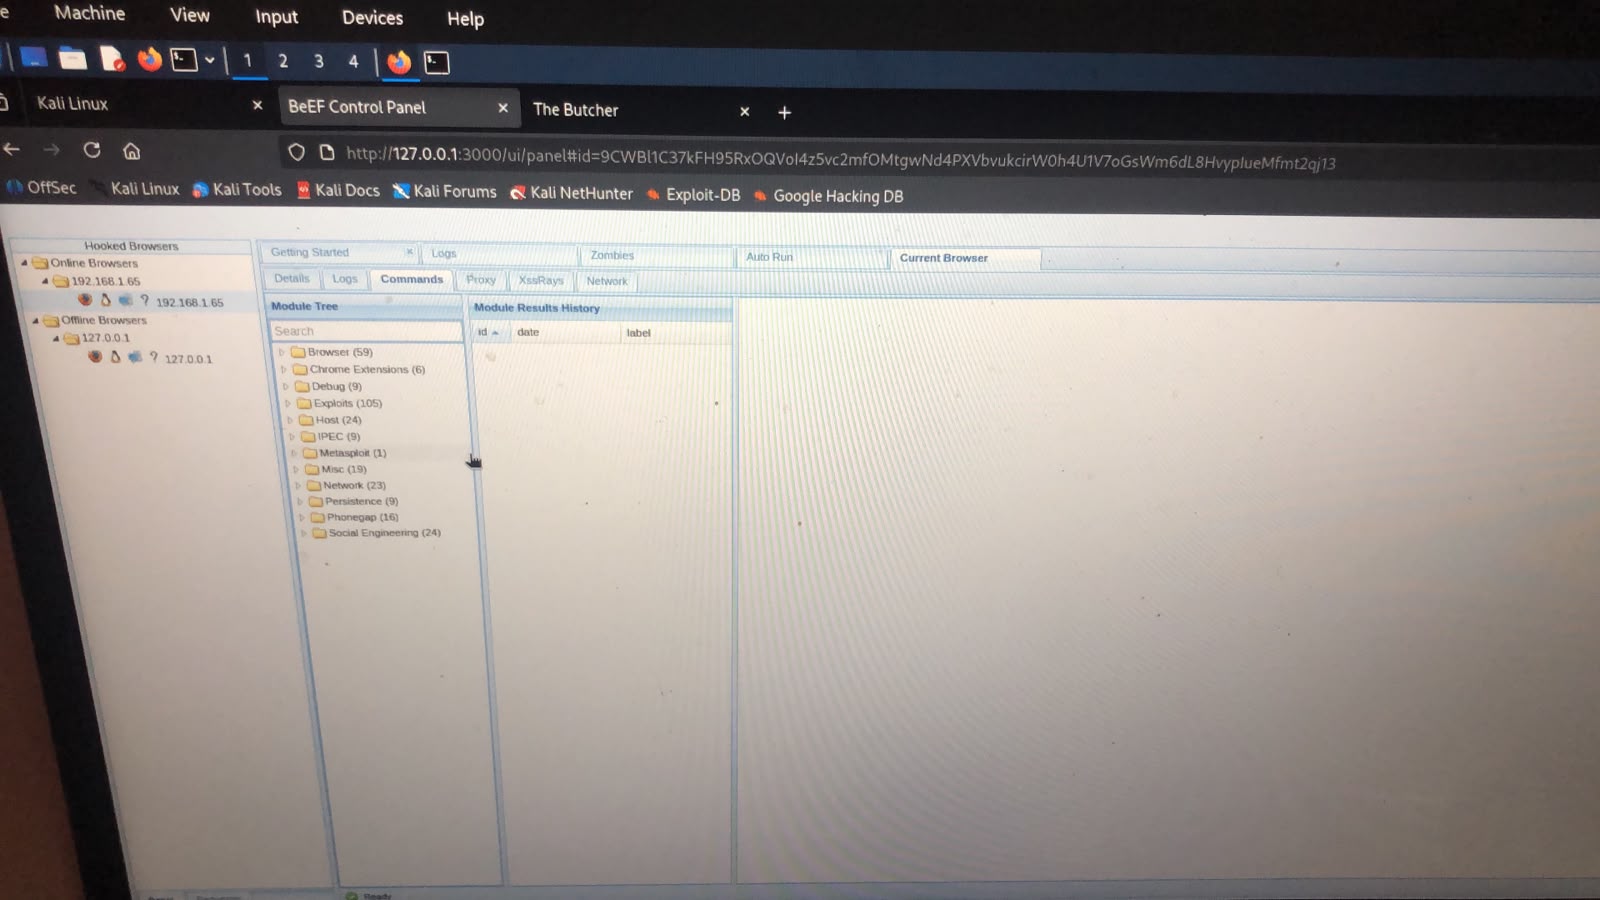 e Machine View Input Devices Help
1 2 3 4
Kali Linux × BeEF Control Panel × The Butcher × +
http://127.0.0.1:3000/ui/panel#id=9CWBl1C37kFH95RxOQVoI4z5vc2mfOMtgwNd4PXVbvukcirW0h4U1V7oGsWm6dL8HvypIueMfmt2qj13
OffSec Kali Linux Kali Tools Kali Docs Kali Forums Kali NetHunter Exploit-DB Google Hacking DB
Hooked Browsers
Online Browsers
192.168.1.65
? 192.168.1.65
Offline Browsers
127.0.0.1
? 127.0.0.1
Getting Started Logs Zombies Auto Run Current Browser
Details Logs Commands Proxy XssRays Network
Module Tree
Search
Browser (59)
Chrome Extensions (6)
Debug (9)
Exploits (105)
Host (24)
IPEC (9)
Metasploit (1)
Misc (19)
Network (23)
Persistence (9)
Phonegap (16)
Social Engineering (24)
Module Results History
id date label
Ready